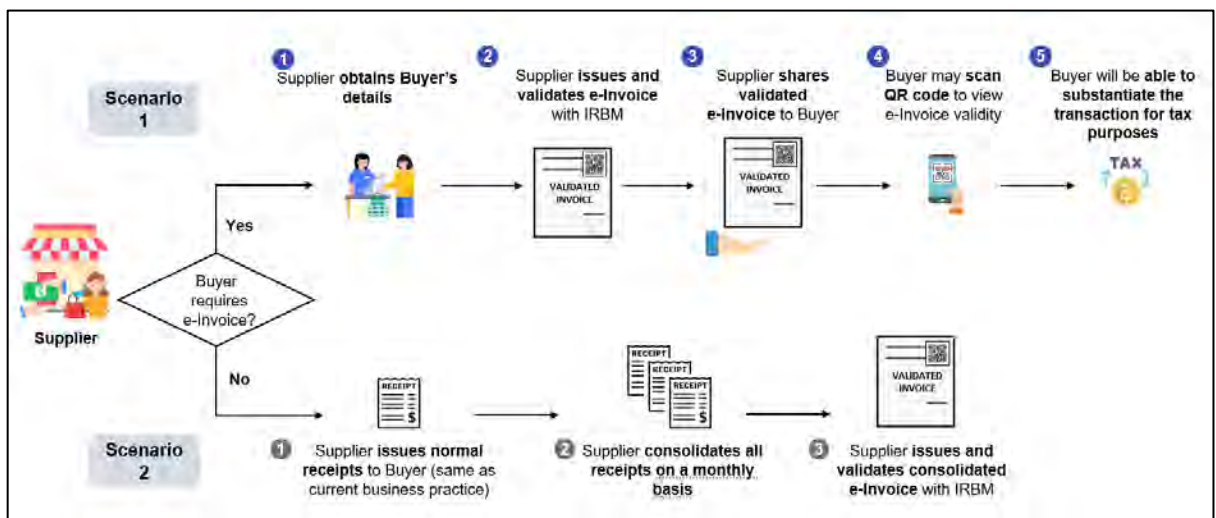 Scenario
1
1
Supplier obtains Buyer's
details
2
Supplier issues and
validates e-Invoice
with IRBM
3
Supplier shares
validated
e-Invoice to Buyer
4
Buyer may scan
QR code to view
e-Invoice validity
5
Buyer will be able to
substantiate the
transaction for tax
purposes
VALIDATED
INVOICE
VALIDATED
INVOICE
TAX
Yes
Buyer
requires
e-Invoice?
Supplier
No
RECEIPT
$
RECEIPT
RECEIPT
RECEIPT
$
VALIDATED
INVOICE
Scenario
2
1
Supplier issues normal
receipts to Buyer (same as
current business practice)
2
Supplier consolidates all
receipts on a monthly
basis
3
Supplier issues and
validates consolidated
e-Invoice with IRBM